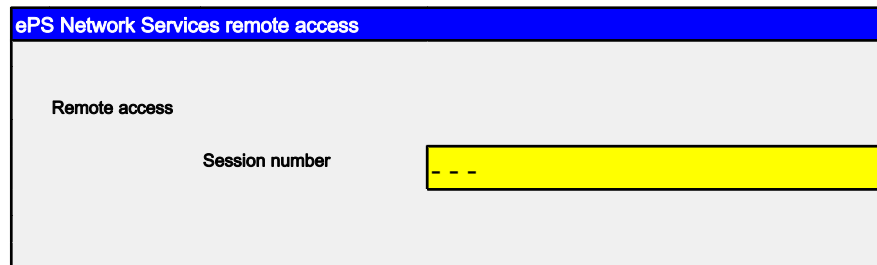 ePS Network Services remote access
Remote access
Session number
- - -